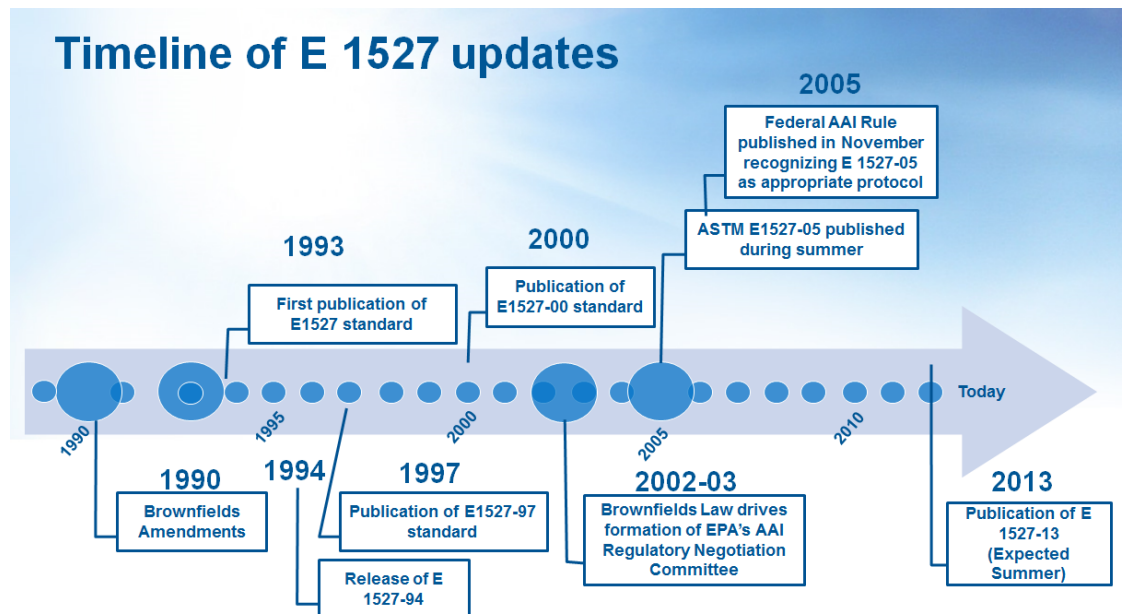 Timeline of E 1527 updates
2005
Federal AAI Rule
published in November
recognizing E 1527-05
as appropriate protocol
ASTM E1527-05 published
during summer
2000
Publication of
E1527-00 standard
1993
First publication of
E1527 standard
1990
1995
2000
2005
2010
Today
1990
Brownfields
Amendments
1994
Release of E
1527-94
1997
Publication of E1527-97
standard
2002-03
Brownfields Law drives
formation of EPA's AAI
Regulatory Negotiation
Committee
2013
Publication of E
1527-13
(Expected
Summer)